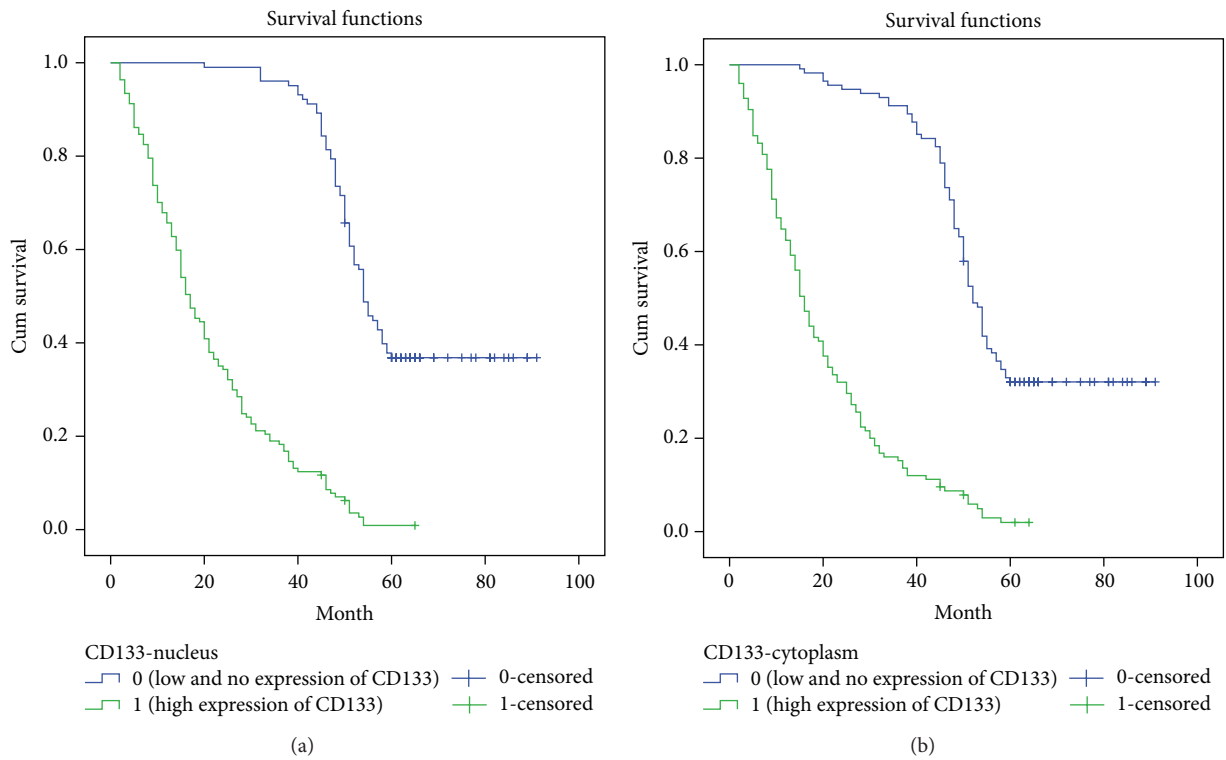 Survival functions
1.0
0.8
0.6
0.4
0.2
0.0
Cum survival
0 20 40 60 80 100
Month
CD133-nucleus
0 (low and no expression of CD133) 0-censored
1 (high expression of CD133) 1-censored
(a)
Survival functions
1.0
0.8
0.6
0.4
0.2
0.0
Cum survival
0 20 40 60 80 100
Month
CD133-cytoplasm
0 (low and no expression of CD133) 0-censored
1 (high expression of CD133) 1-censored
(b)